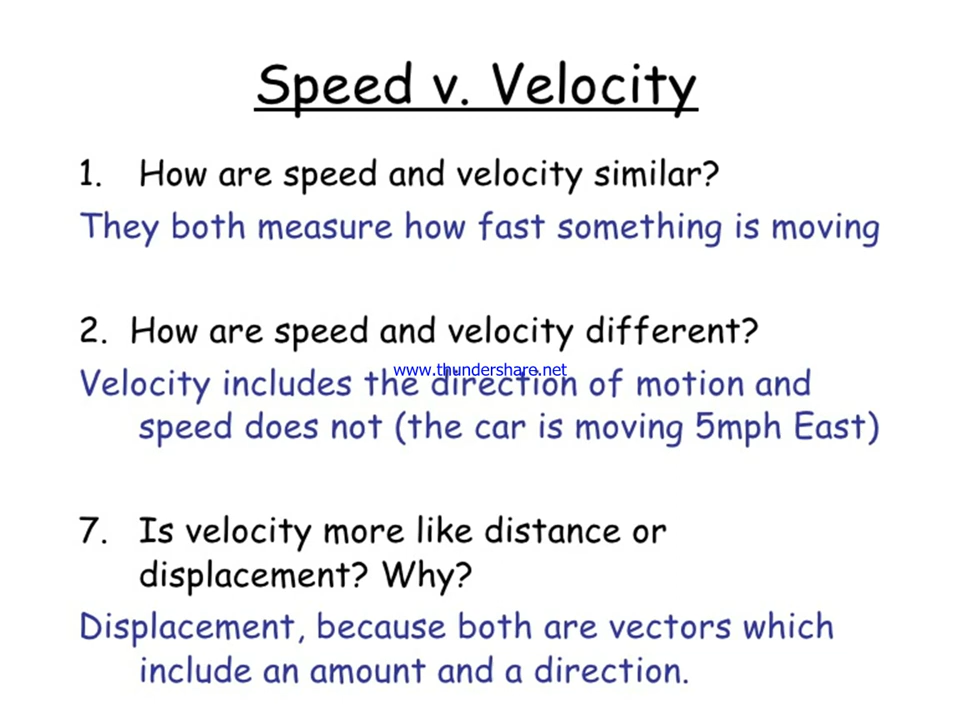 Speed v. Velocity
1. How are speed and velocity similar?
They both measure how fast something is moving
2. How are speed and velocity different?
www.thundershare.net
Velocity includes the direction of motion and
speed does not (the car is moving 5mph East)
7. Is velocity more like distance or
displacement? Why?
Displacement, because both are vectors which
include an amount and a direction.